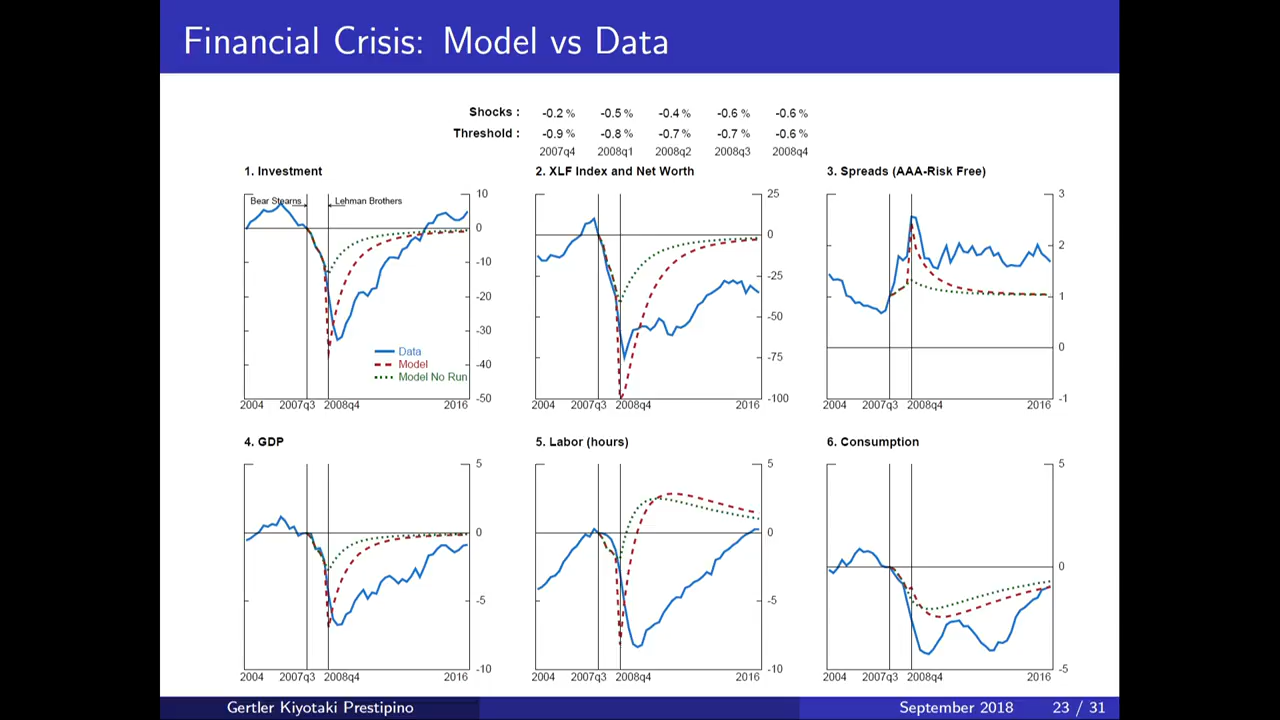 Financial Crisis: Model vs Data
Shocks : -0.2 % -0.5 % -0.4 % -0.6 % -0.6 %
Threshold : -0.9 % -0.8 % -0.7 % -0.7 % -0.6 %
2007q4 2008q1 2008q2 2008q3 2008q4
1. Investment
Bear Stearns
Lehman Brothers
10
0
-10
-20
-30
-40
-50
Data
Model
Model No Run
2004 2007q3 2008q4 2016
2. XLF Index and Net Worth
25
0
-25
-50
-75
-100
2004 2007q3 2008q4 2016
3. Spreads (AAA-Risk Free)
3
2
1
0
-1
2004 2007q3 2008q4 2016
4. GDP
5
0
-5
-10
2004 2007q3 2008q4 2016
5. Labor (hours)
5
0
-5
-10
2004 2007q3 2008q4 2016
6. Consumption
5
0
-5
2004 2007q3 2008q4 2016
Gertler Kiyotaki Prestipino September 2018 23 / 31